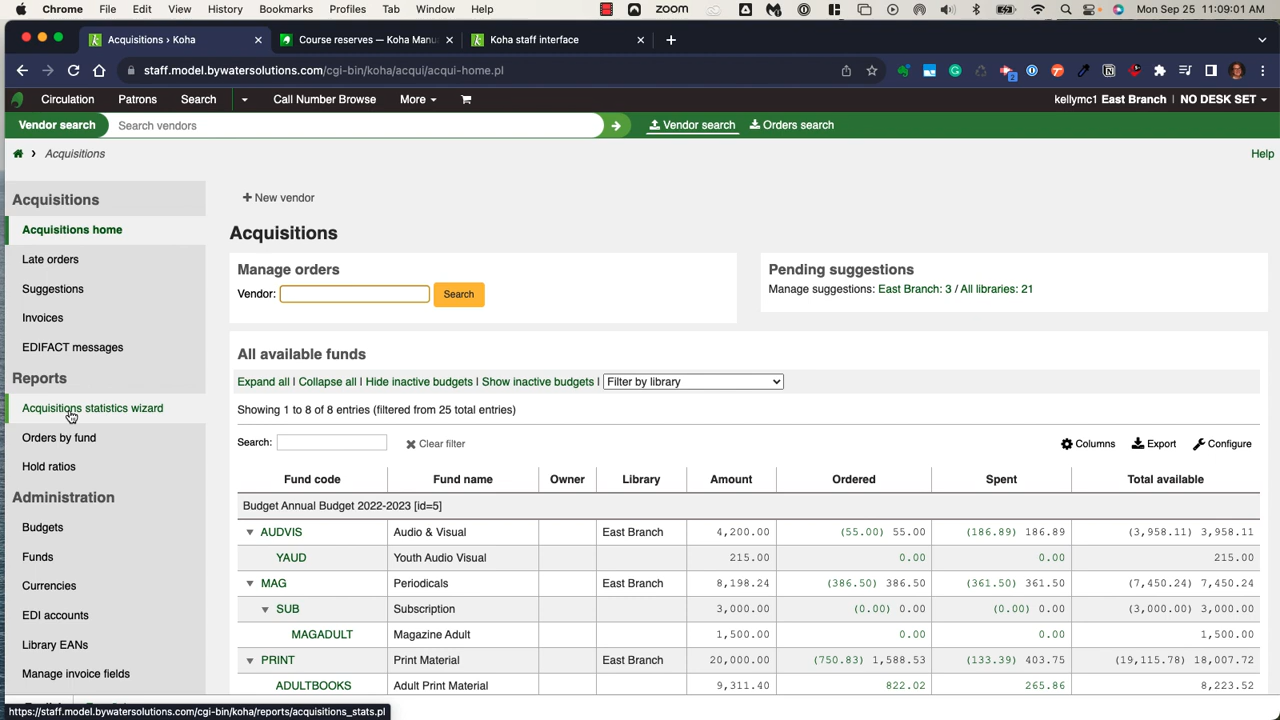 Chrome File Edit View History Bookmarks Profiles Tab Window Help zoom Mon Sep 25 11:09:01 AM
Acquisitions › Koha Course reserves — Koha Manu Koha staff interface
staff.model.bywatersolutions.com/cgi-bin/koha/acqui/acqui-home.pl 2
Circulation Patrons Search Call Number Browse More kellymc1 East Branch | NO DESK SET
Vendor search Search vendors Vendor search Orders search
Acquisitions Help
Acquisitions
Acquisitions home
Late orders
Suggestions
Invoices
EDIFACT messages
Reports
Acquisitions statistics wizard
Orders by fund
Hold ratios
Administration
Budgets
Funds
Currencies
EDI accounts
Library EANs
Manage invoice fields
+ New vendor
Acquisitions
Manage orders
Vendor: Search
Pending suggestions
Manage suggestions: East Branch: 3 / All libraries: 21
All available funds
Expand all | Collapse all | Hide inactive budgets | Show inactive budgets | Filter by library
Showing 1 to 8 of 8 entries (filtered from 25 total entries)
Search: Clear filter Columns Export Configure
Fund code Fund name Owner Library Amount Ordered Spent Total available
Budget Annual Budget 2022-2023 [id=5]
AUDVIS Audio & Visual East Branch 4,200.00 (55.00) 55.00 (186.89) 186.89 (3,958.11) 3,958.11
YAUD Youth Audio Visual 215.00 0.00 0.00 215.00
MAG Periodicals East Branch 8,198.24 (386.50) 386.50 (361.50) 361.50 (7,450.24) 7,450.24
SUB Subscription 3,000.00 (0.00) 0.00 (0.00) 0.00 (3,000.00) 3,000.00
MAGADULT Magazine Adult 1,500.00 0.00 0.00 1,500.00
PRINT Print Material East Branch 20,000.00 (750.83) 1,588.53 (133.39) 403.75 (19,115.78) 18,007.72
ADULTBOOKS Adult Print Material 9,311.40 822.02 265.86 8,223.52
https://staff.model.bywatersolutions.com/cgi-bin/koha/reports/acquisitions_stats.pl